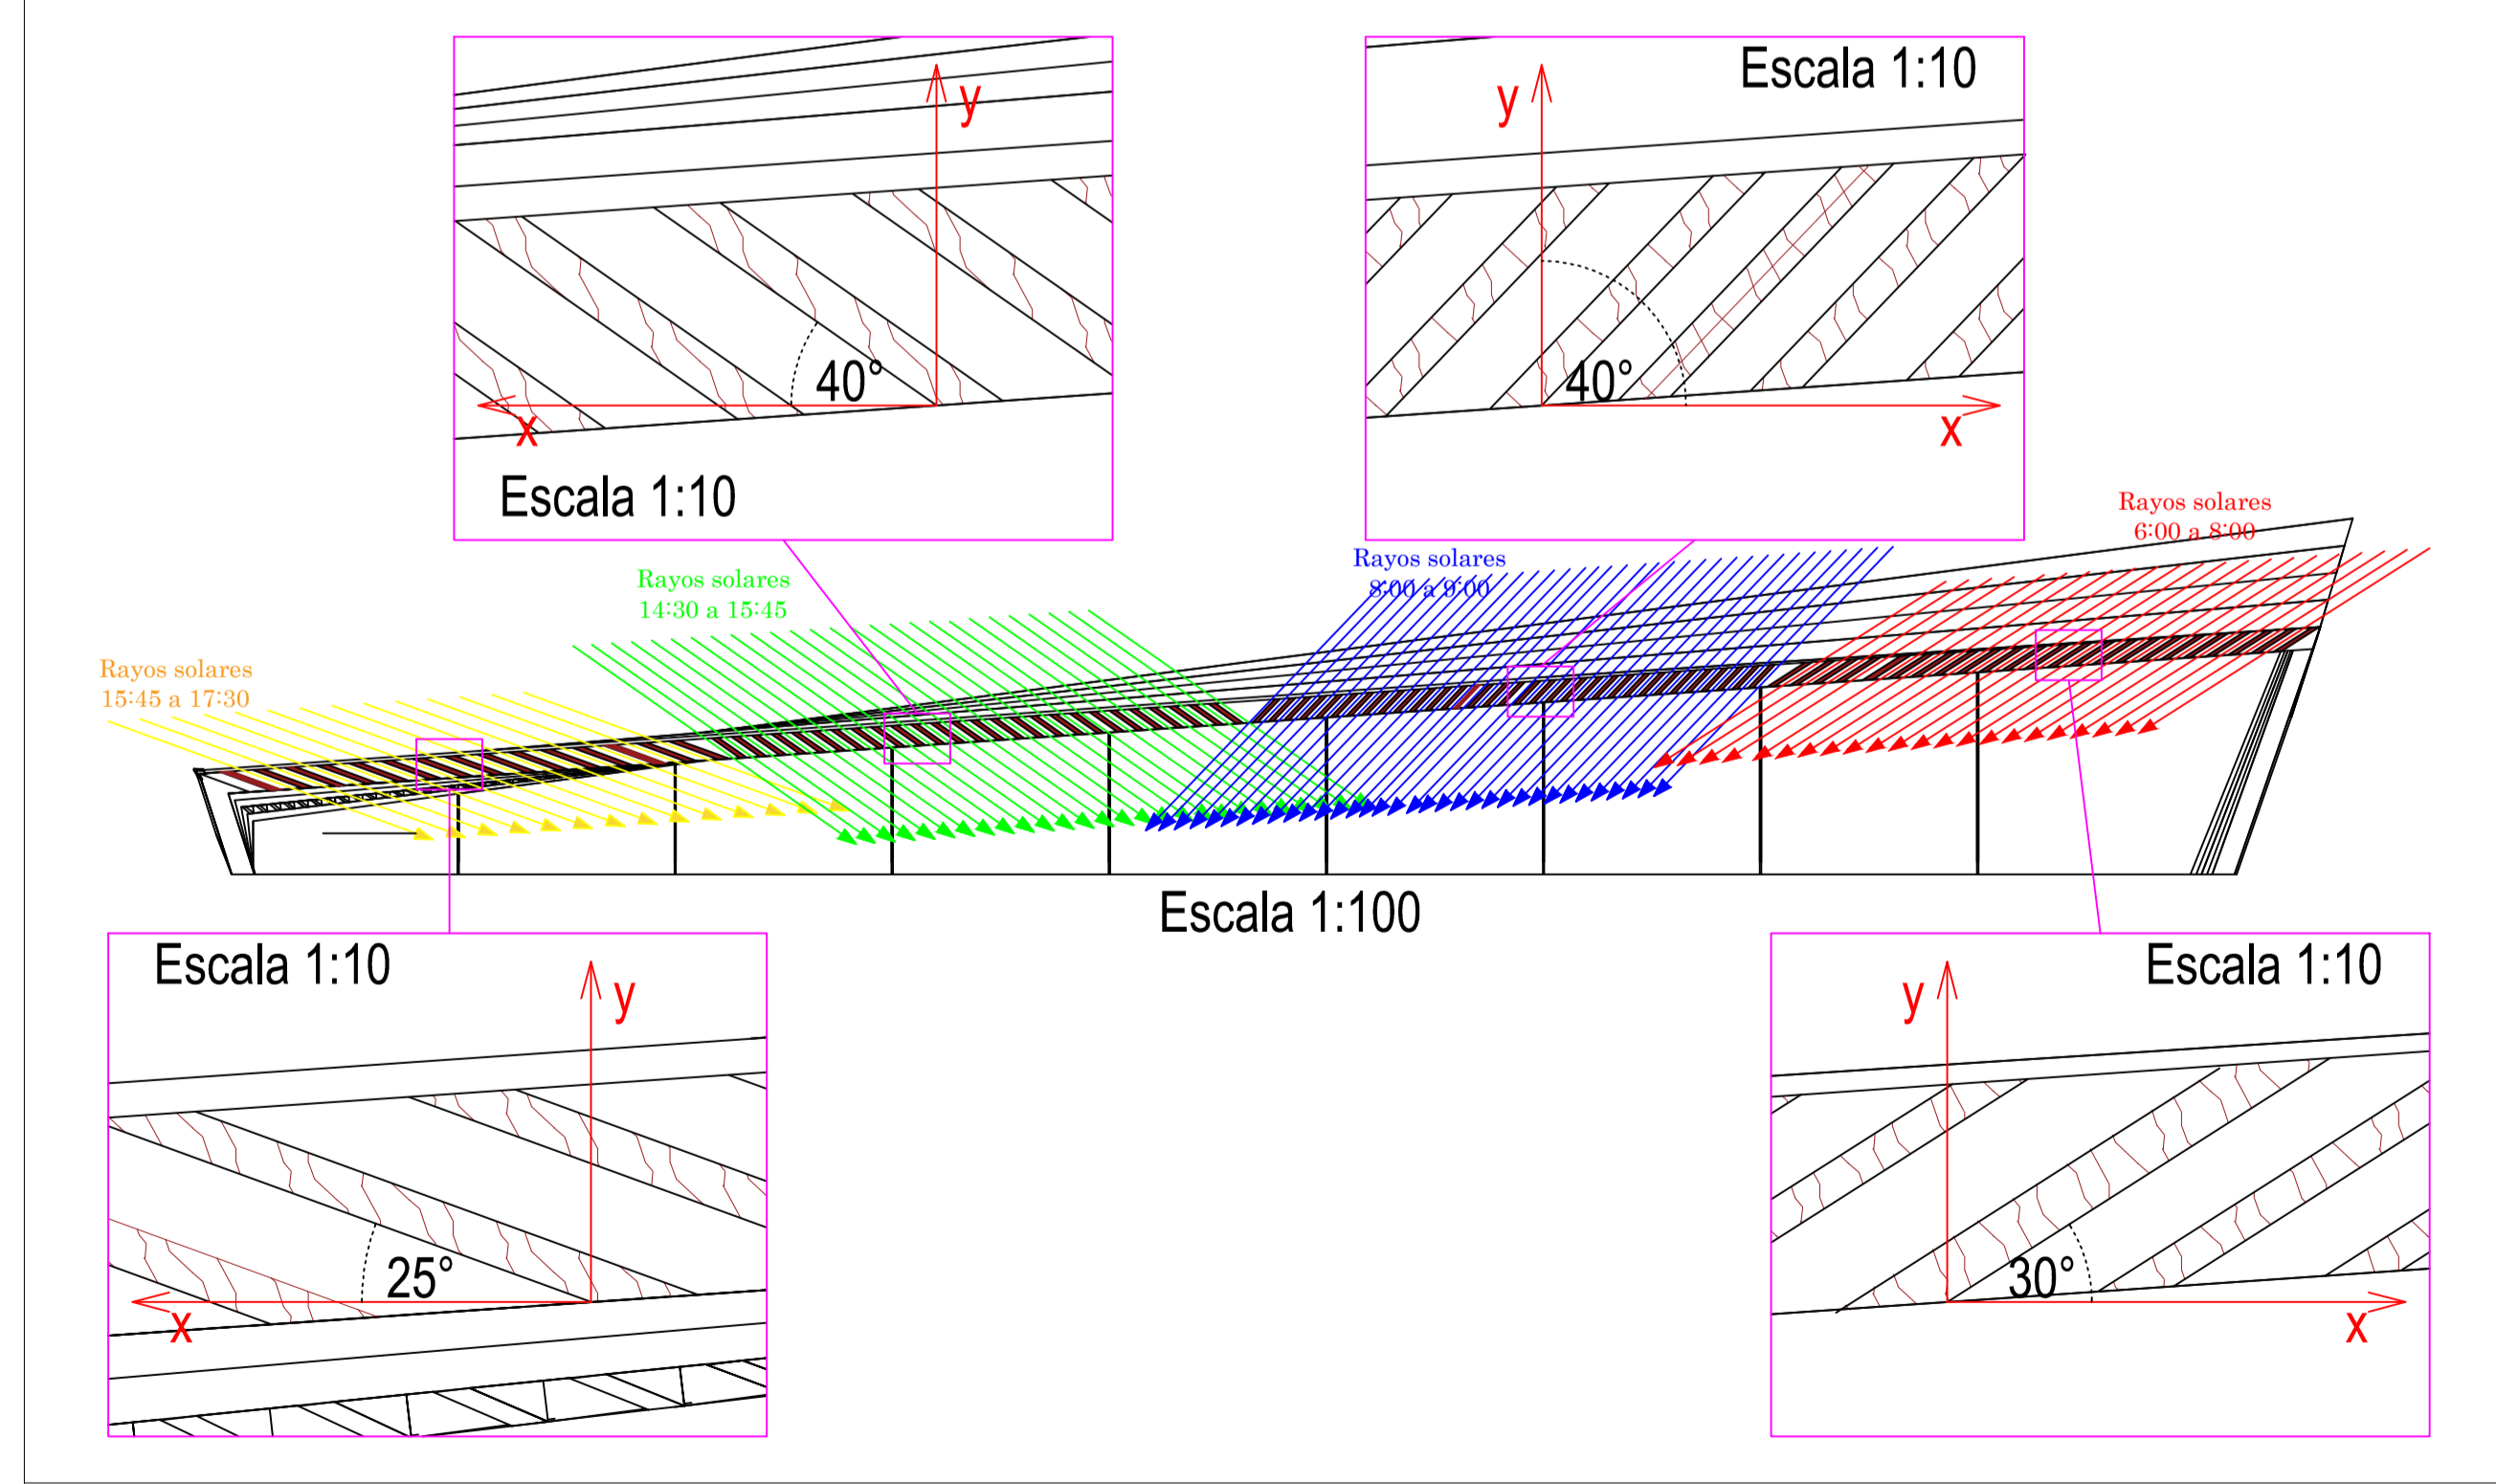 Escala 1:10
y
y
40°
x
40°
x
Escala 1:10
Rayos solares
6:00 a 8:00
Rayos solares
8:00 a 9:00
Rayos solares
14:30 a 15:45
Rayos solares
15:45 a 17:30
Escala 1:100
Escala 1:10
y
25°
x
Escala 1:10
y
30°
x